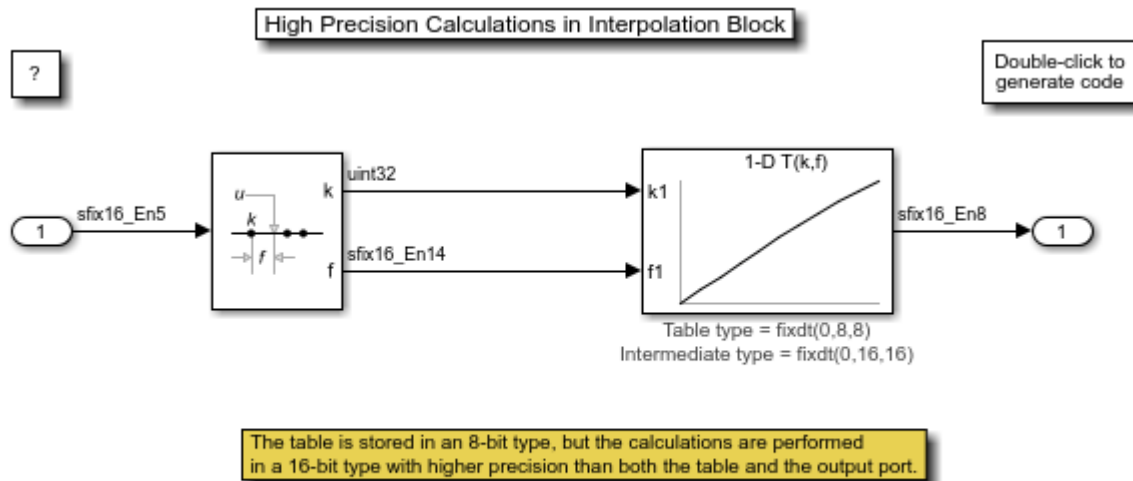 High Precision Calculations in Interpolation Block
?
Double-click to
generate code
1
sfix16_En5
u
k
f
k
f
uint32
sfix16_En14
1-D T(k,f)
k1
f1
sfix16_En8
1
Table type = fixdt(0,8,8)
Intermediate type = fixdt(0,16,16)
The table is stored in an 8-bit type, but the calculations are performed
in a 16-bit type with higher precision than both the table and the output port.